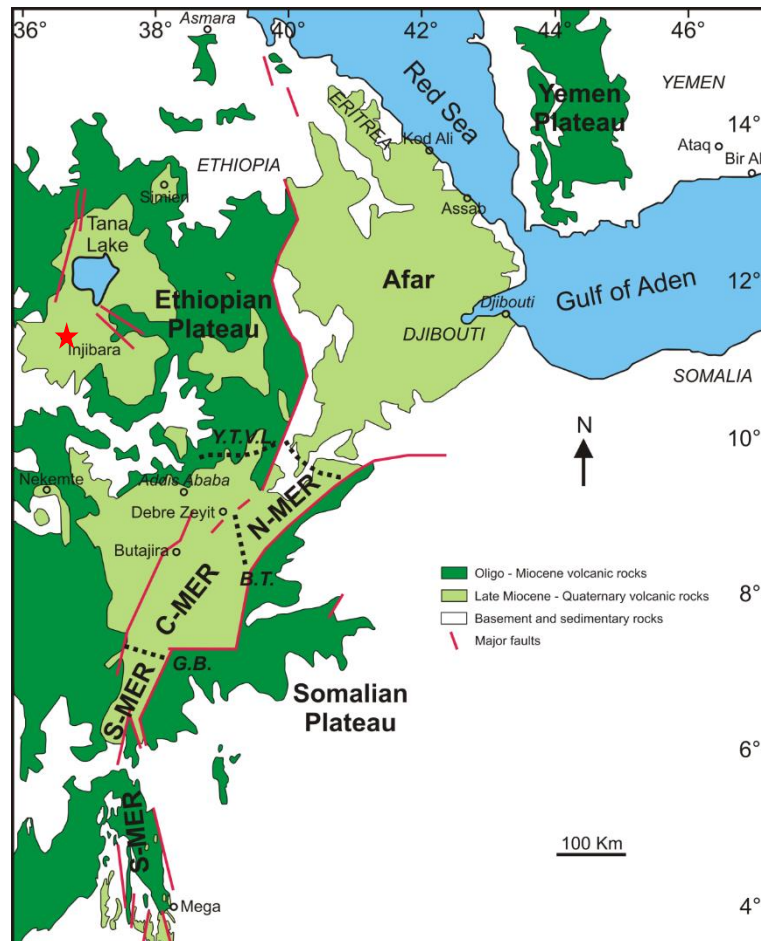 36°
38°
40°
42°
44°
46°
Asmara
Red Sea
YEMEN
Yemen
Plateau
ERITREA
Kod Ali
14°
Ataq
Bir Al
ETHIOPIA
Simien
Assab
Tana
Lake
Afar
12°
Ethiopian
Plateau
Djibouti
Gulf of Aden
DJIBOUTI
Injibara
SOMALIA
N
10°
Y.T.V.L.
Nekemte
Addis Ababa
N-MER
Debre Zeyit
Butajira
B.T.
C-MER
Oligo - Miocene volcanic rocks
Late Miocene - Quaternary volcanic rocks
8°
Basement and sedimentary rocks
Major faults
G.B.
S-MER
Somalian
Plateau
6°
S-MER
100 Km
Mega
4°